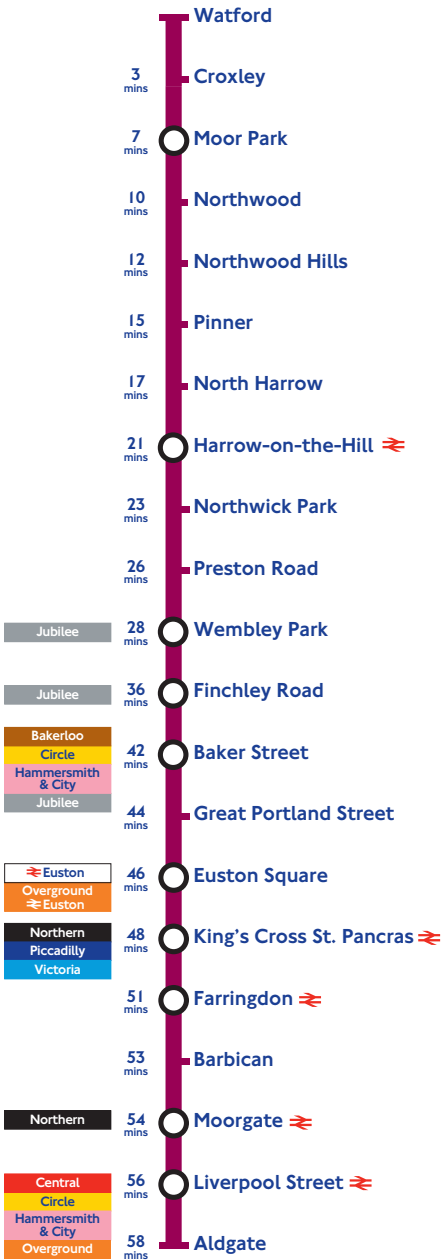 Watford
3
mins
Croxley
7
mins
Moor Park
10
mins
Northwood
12
mins
Northwood Hills
15
mins
Pinner
17
mins
North Harrow
21
mins
Harrow-on-the-Hill
23
mins
Northwick Park
26
mins
Preston Road
Jubilee
28
mins
Wembley Park
Jubilee
36
mins
Finchley Road
Bakerloo
Circle
Hammersmith
& City
Jubilee
42
mins
Baker Street
44
mins
Great Portland Street
Euston
Overground
Euston
46
mins
Euston Square
Northern
Piccadilly
Victoria
48
mins
King's Cross St. Pancras
51
mins
Farringdon
53
mins
Barbican
Northern
54
mins
Moorgate
Central
Circle
Hammersmith
& City
Overground
56
mins
Liverpool Street
58
mins
Aldgate